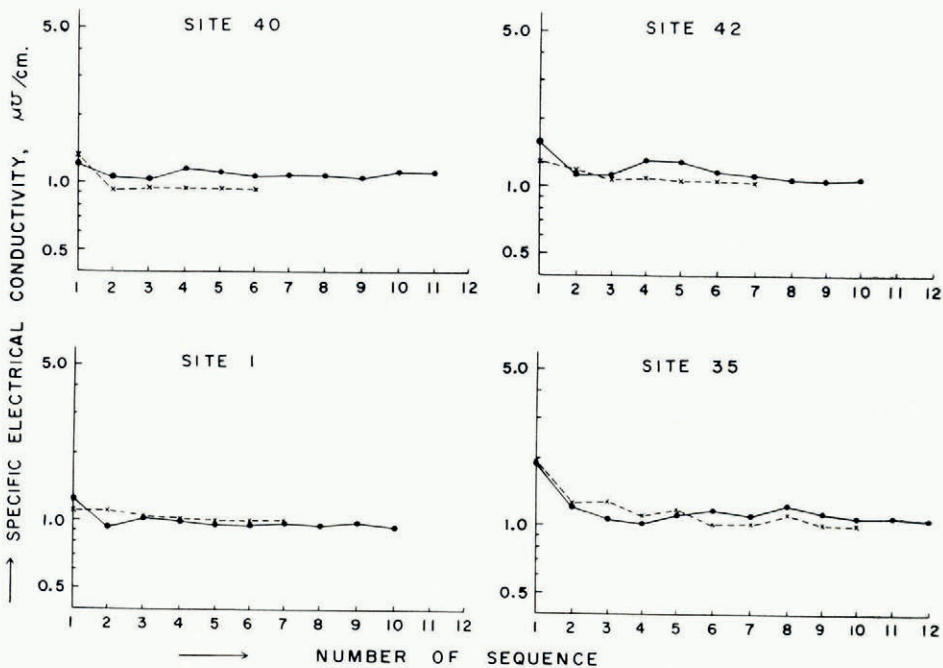 SITE 40
5.0
1.0
0.5
1 2 3 4 5 6 7 8 9 10 11 12
SITE 42
5.0
1.0
0.5
1 2 3 4 5 6 7 8 9 10 11 12
SITE 1
5.0
1.0
0.5
1 2 3 4 5 6 7 8 9 10 11 12
SITE 35
5.0
1.0
0.5
1 2 3 4 5 6 7 8 9 10 11 12
→ SPECIFIC ELECTRICAL CONDUCTIVITY, μ℧/cm.
→ NUMBER OF SEQUENCE